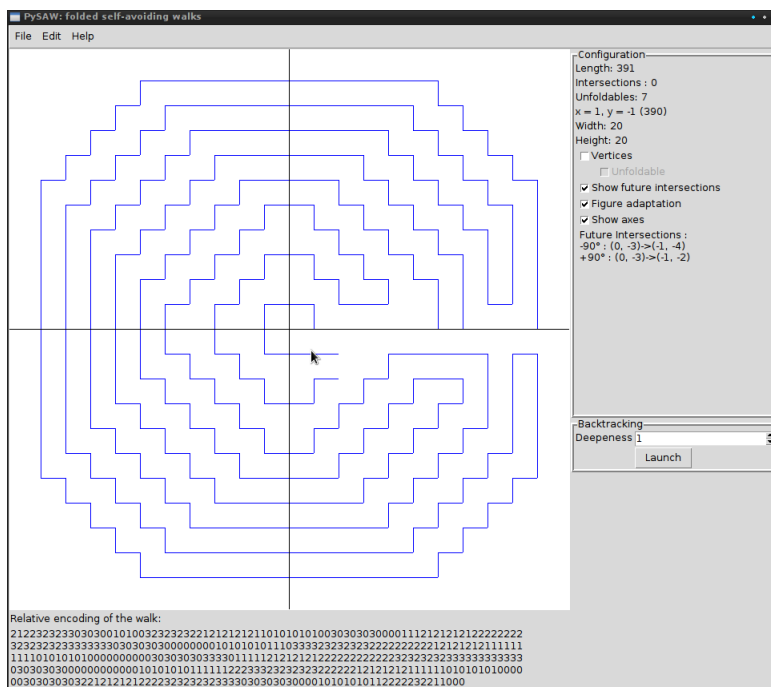 PySAW: folded self-avoiding walks
File Edit Help
Configuration
Length: 391
Intersections : 0
Unfoldables: 7
x = 1, y = -1 (390)
Width: 20
Height: 20
Vertices
Unfoldable
Show future intersections
Figure adaptation
Show axes
Future Intersections :
-90° : (0, -3)->(-1, -4)
+90° : (0, -3)->(-1, -2)
Backtracking
Deepeness 1
Launch
Relative encoding of the walk: